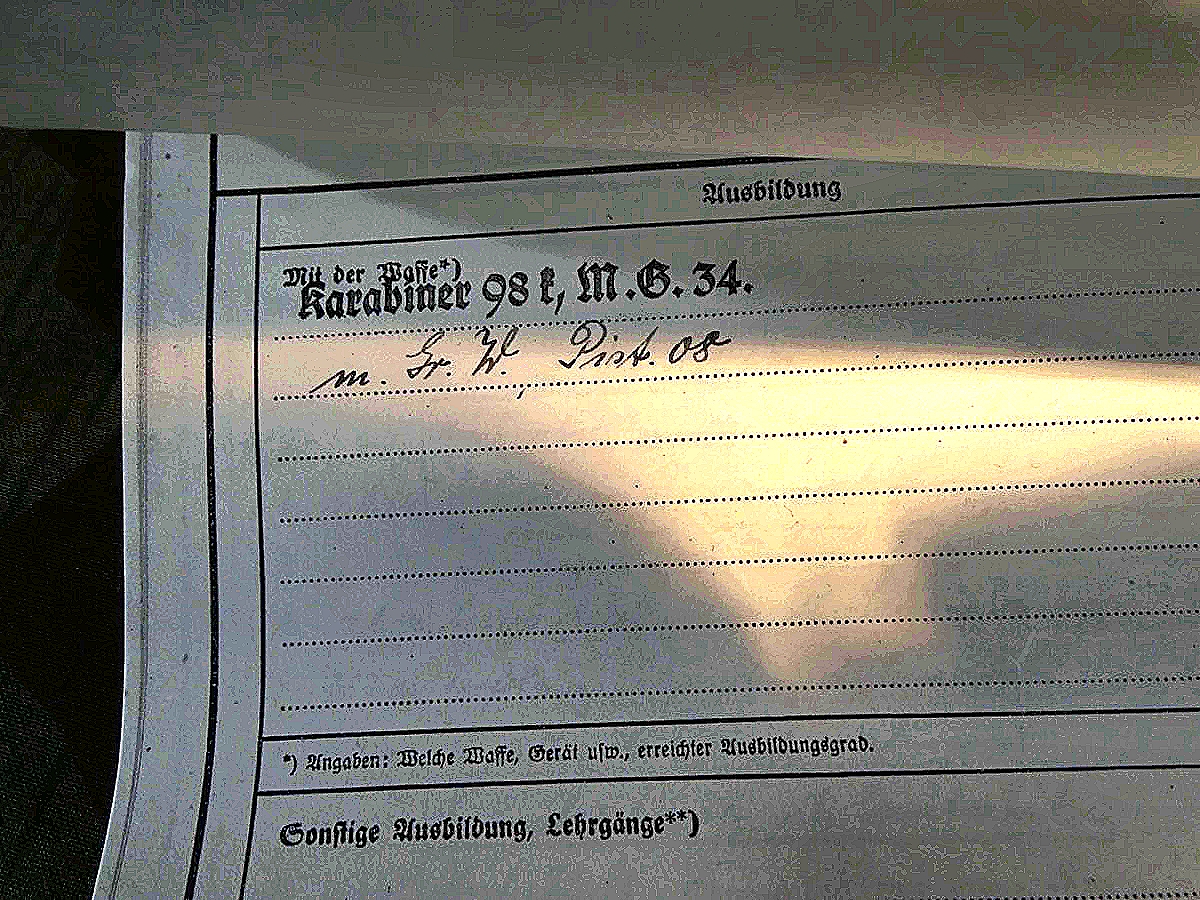 Ausbildung
Mit der Waffe*)
Karabiner 98 k, M.G. 34.
m. Gr. W., Pist. 08
*) Angaben: Welche Waffe, Gerät usw., erreichter Ausbildungsgrad.
Sonstige Ausbildung, Lehrgänge**)